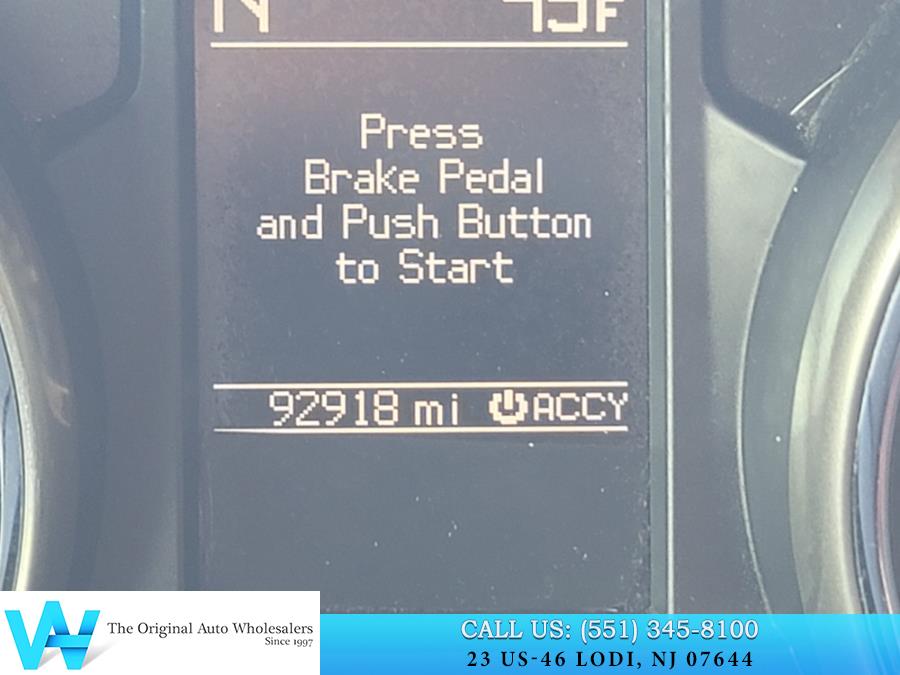 N
Press
Brake Pedal
and Push Button
to Start
92918 mi ACCY
The Original Auto Wholesalers
Since 1997
CALL US: (551) 345-8100
23 US-46 LODI, NJ 07644